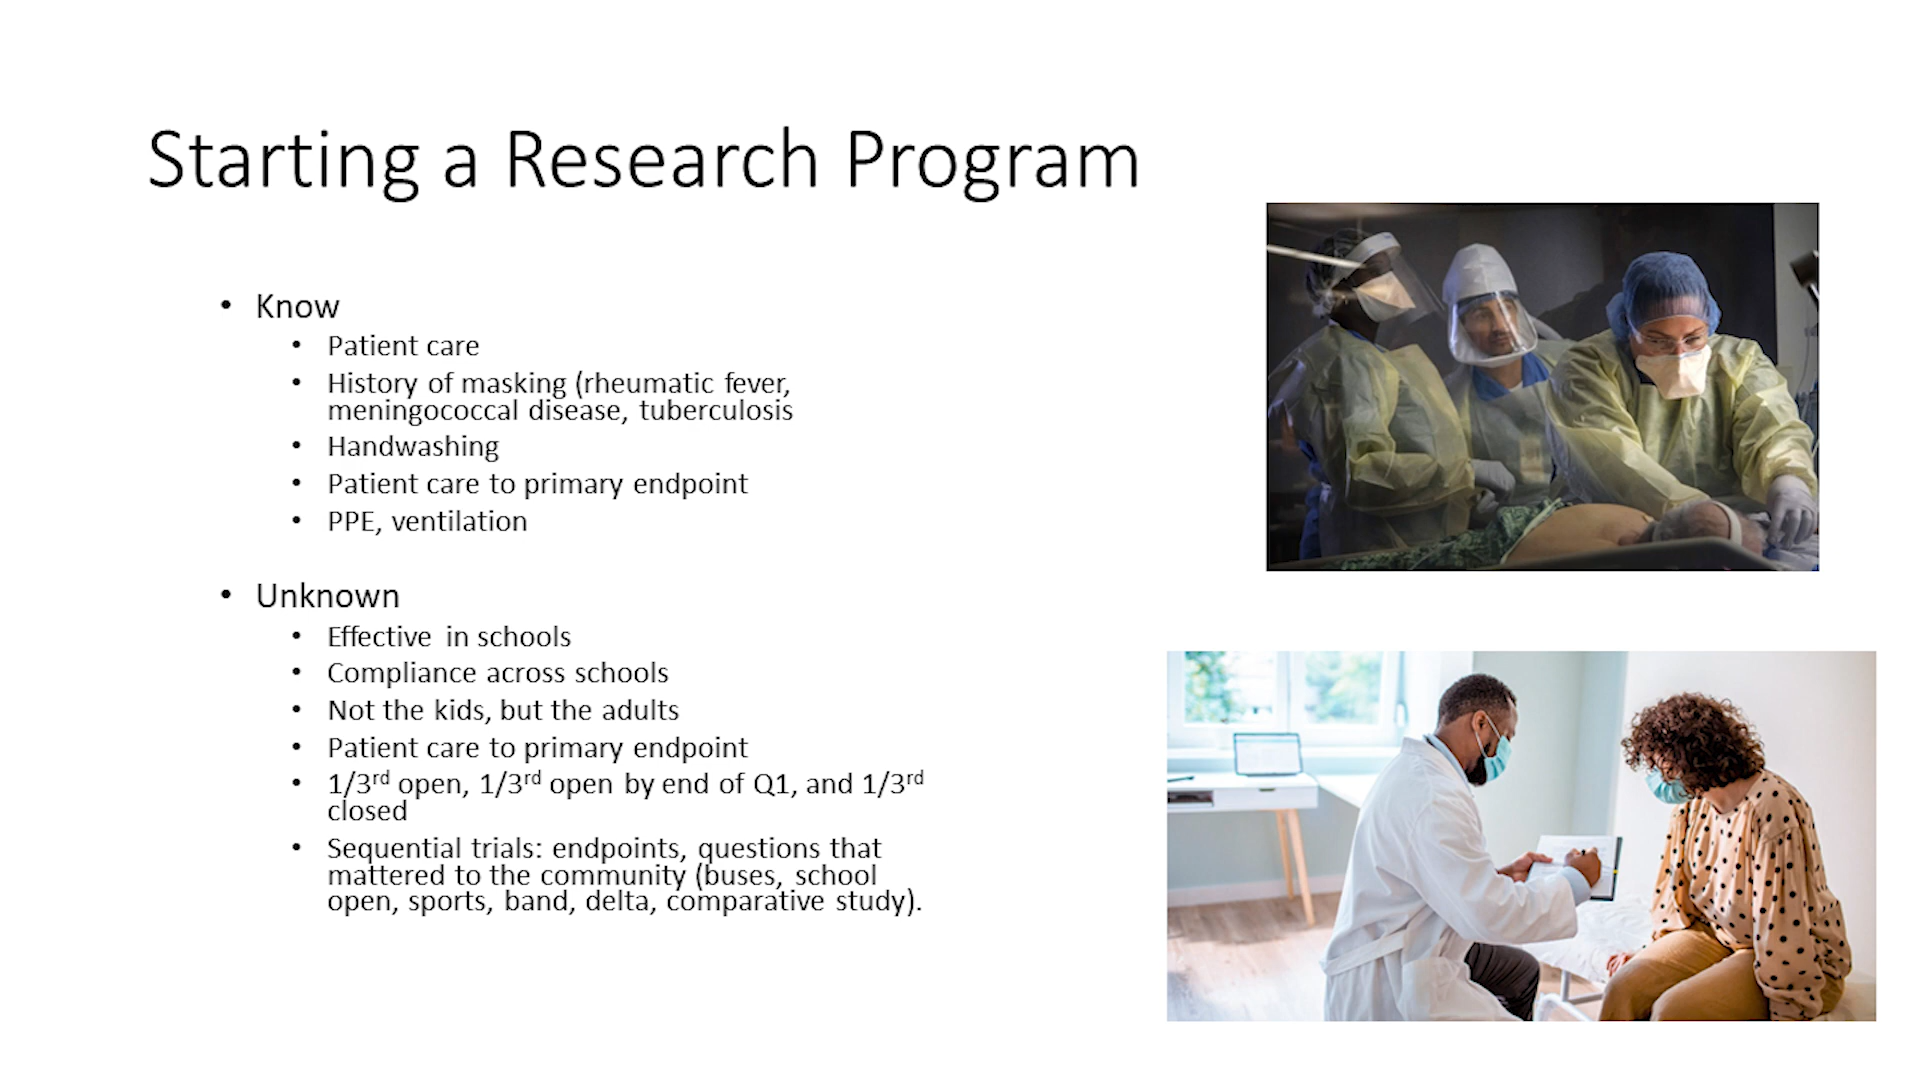 Starting a Research Program
• Know
• Patient care
• History of masking (rheumatic fever,
meningococcal disease, tuberculosis
• Handwashing
• Patient care to primary endpoint
• PPE, ventilation
• Unknown
• Effective in schools
• Compliance across schools
• Not the kids, but the adults
• Patient care to primary endpoint
• 1/3rd open, 1/3rd open by end of Q1, and 1/3rd
closed
• Sequential trials: endpoints, questions that
mattered to the community (buses, school
open, sports, band, delta, comparative study).